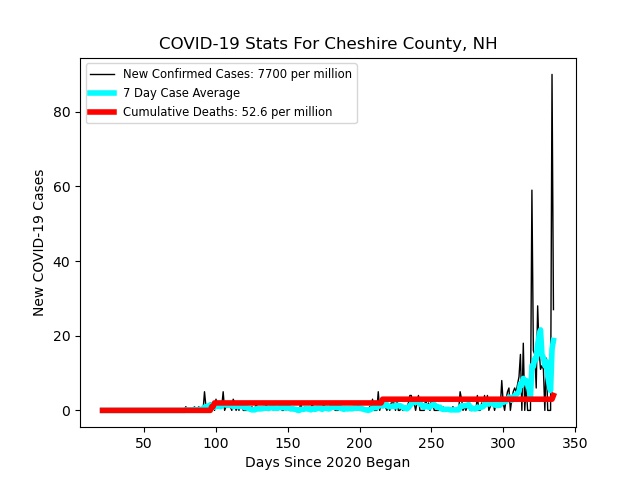 COVID-19 Stats For Cheshire County, NH
New Confirmed Cases: 7700 per million
7 Day Case Average
Cumulative Deaths: 52.6 per million
New COVID-19 Cases
80
60
40
20
0
50 100 150 200 250 300 350
Days Since 2020 Began